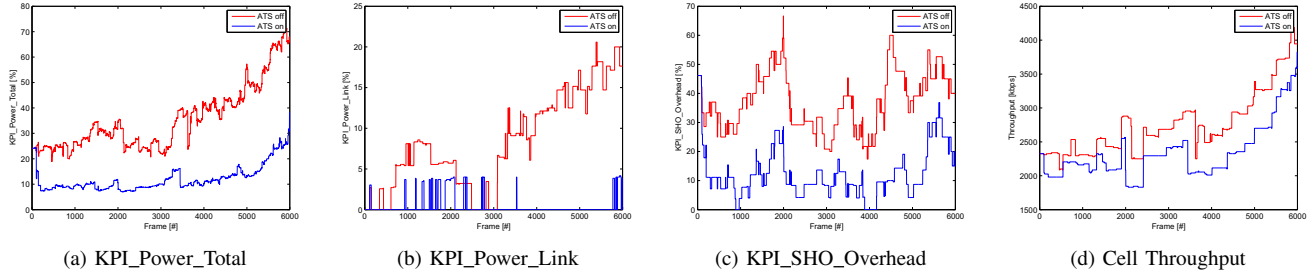 80
70
60
50
40
30
20
10
0
KPI_Power_Total [%]
0 1000 2000 3000 4000 5000 6000
Frame [#]
ATS off
ATS on
(a) KPI_Power_Total
25
20
15
10
5
0
KPI_Power_Link [%]
0 1000 2000 3000 4000 5000 6000
Frame [#]
ATS off
ATS on
(b) KPI_Power_Link
70
60
50
40
30
20
10
0
KPI_SHO_Overhead [%]
0 1000 2000 3000 4000 5000 6000
Frame [#]
ATS off
ATS on
(c) KPI_SHO_Overhead
4500
4000
3500
3000
2500
2000
1500
Throughput [kbps]
0 1000 2000 3000 4000 5000 6000
Frame [#]
ATS off
ATS on
(d) Cell Throughput